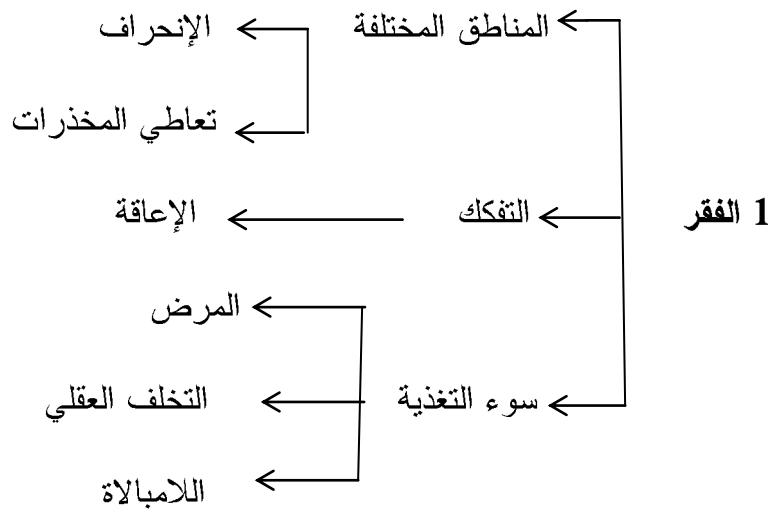 المناطق المختلفة
الإنحراف
تعاطي المخذرات
1 الفقر
التفكك
الإعاقة
المرض
سوء التغذية
التخلف العقلي
اللامبالاة